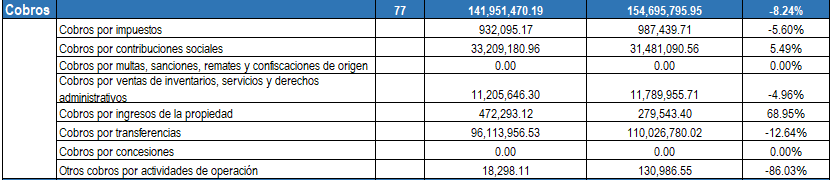 Cobros 77 141,951,470.19 154,695,795.95 -8.24%
Cobros por impuestos 932,095.17 987,439.71 -5.60%
Cobros por contribuciones sociales 33,209,180.96 31,481,090.56 5.49%
Cobros por multas, sanciones, remates y confiscaciones de origen 0.00 0.00 0.00%
Cobros por ventas de inventarios, servicios y derechos
administrativos 11,205,646.30 11,789,955.71 -4.96%
Cobros por ingresos de la propiedad 472,293.12 279,543.40 68.95%
Cobros por transferencias 96,113,956.53 110,026,780.02 -12.64%
Cobros por concesiones 0.00 0.00 0.00%
Otros cobros por actividades de operación 18,298.11 130,986.55 -86.03%